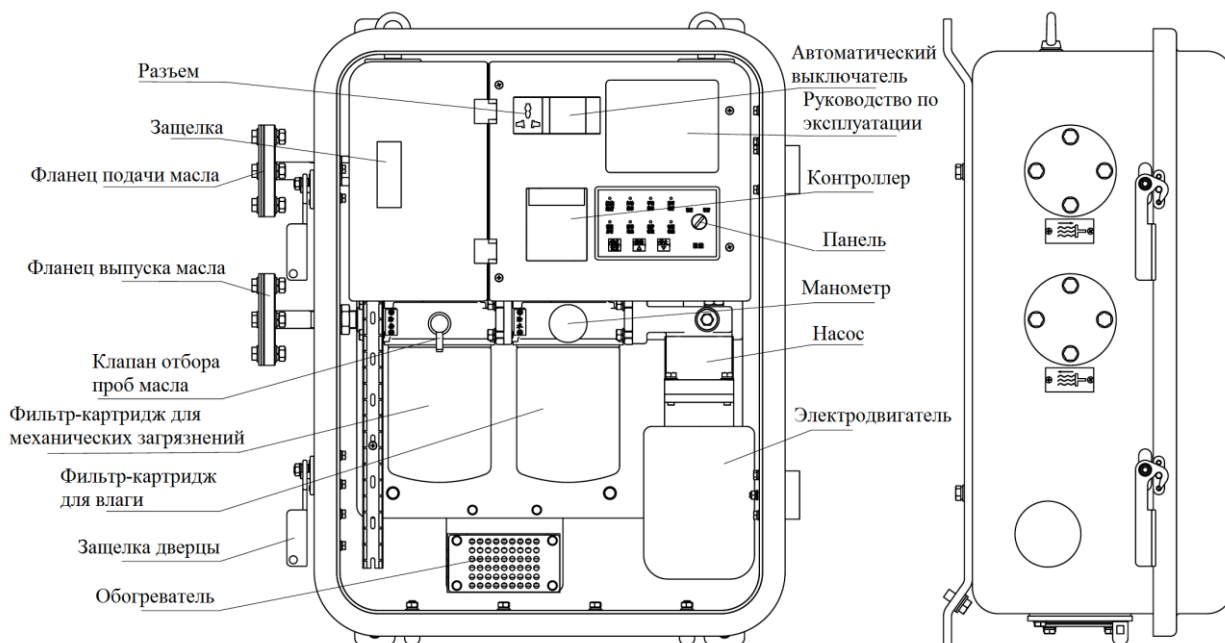 Разъем
Защелка
Фланец подачи масла
Фланец выпуска масла
Клапан отбора
проб масла
Фильтр-картридж для
механических загрязнений
Фильтр-картридж
для влаги
Защелка дверцы
Обогреватель
Автоматический
выключатель
Руководство по
эксплуатации
Контроллер
Панель
Манометр
Насос
Электродвигатель